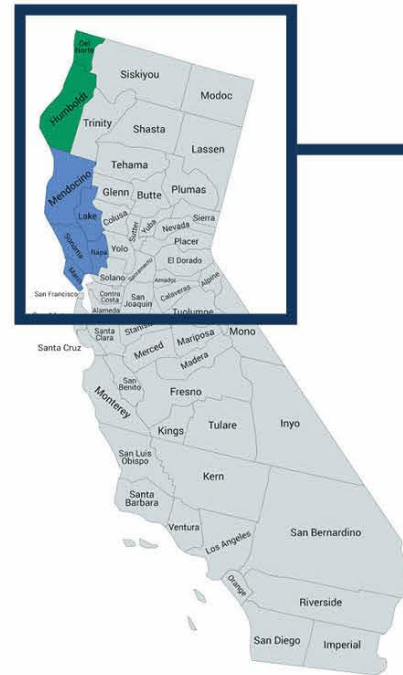 Del
Norte
Siskiyou
Modoc
Humboldt
Trinity
Shasta
Lassen
Tehama
Mendocino
Glenn
Butte
Plumas
Lake
Colusa
Sutter
Yuba
Nevada
Sierra
Placer
Sonoma
Napa
Yolo
El Dorado
Sacramento
Amador
Alpine
Marin
Solano
Calaveras
San Francisco
Contra
Costa
San
Joaquin
Alameda
Tuolumne
Santa
Clara
Stanis
Mono
Santa Cruz
Merced
Mariposa
Madera
San
Benito
Monterey
Fresno
Kings
Tulare
Inyo
San Luis
Obispo
Kern
Santa
Barbara
Ventura
Los Angeles
San Bernardino
Orange
Riverside
San Diego
Imperial